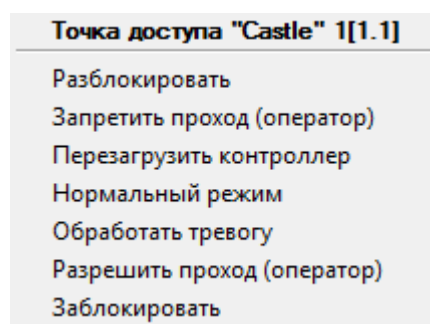 Точка доступа "Castle" 1[1.1]
Разблокировать
Запретить проход (оператор)
Перезагрузить контроллер
Нормальный режим
Обработать тревогу
Разрешить проход (оператор)
Заблокировать